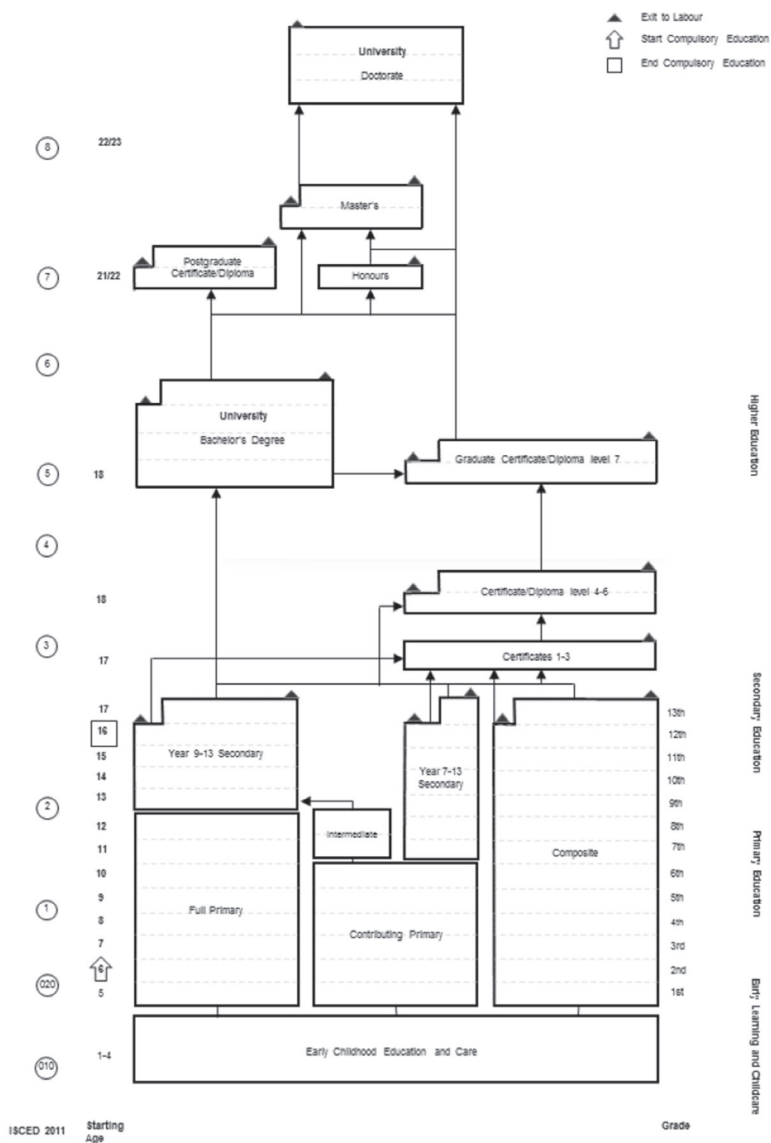 Exit to Labour
Start Compulsory Education
End Compulsory Education
University
Doctorate
8
22/23
Master's
Postgraduate
Certificate/Diploma
Honours
7
21/22
6
University
Bachelor's Degree
Graduate Certificate/Diploma level 7
5
18
Higher Education
4
Certificate/Diploma level 4-6
18
3
Certificates 1-3
17
17
16
15
14
13
Year 9-13 Secondary
Year 7-13
Secondary
13th
12th
11th
10th
9th
Secondary Education
2
12
11
10
9
8
7
6
5
1
020
Intermediate
Full Primary
Contributing Primary
Composite
8th
7th
6th
5th
4th
3rd
2nd
1st
Primary Education
1-4
010
Early Childhood Education and Care
Early Learning and Childcare
ISCED 2011
Starting
Age
Grade